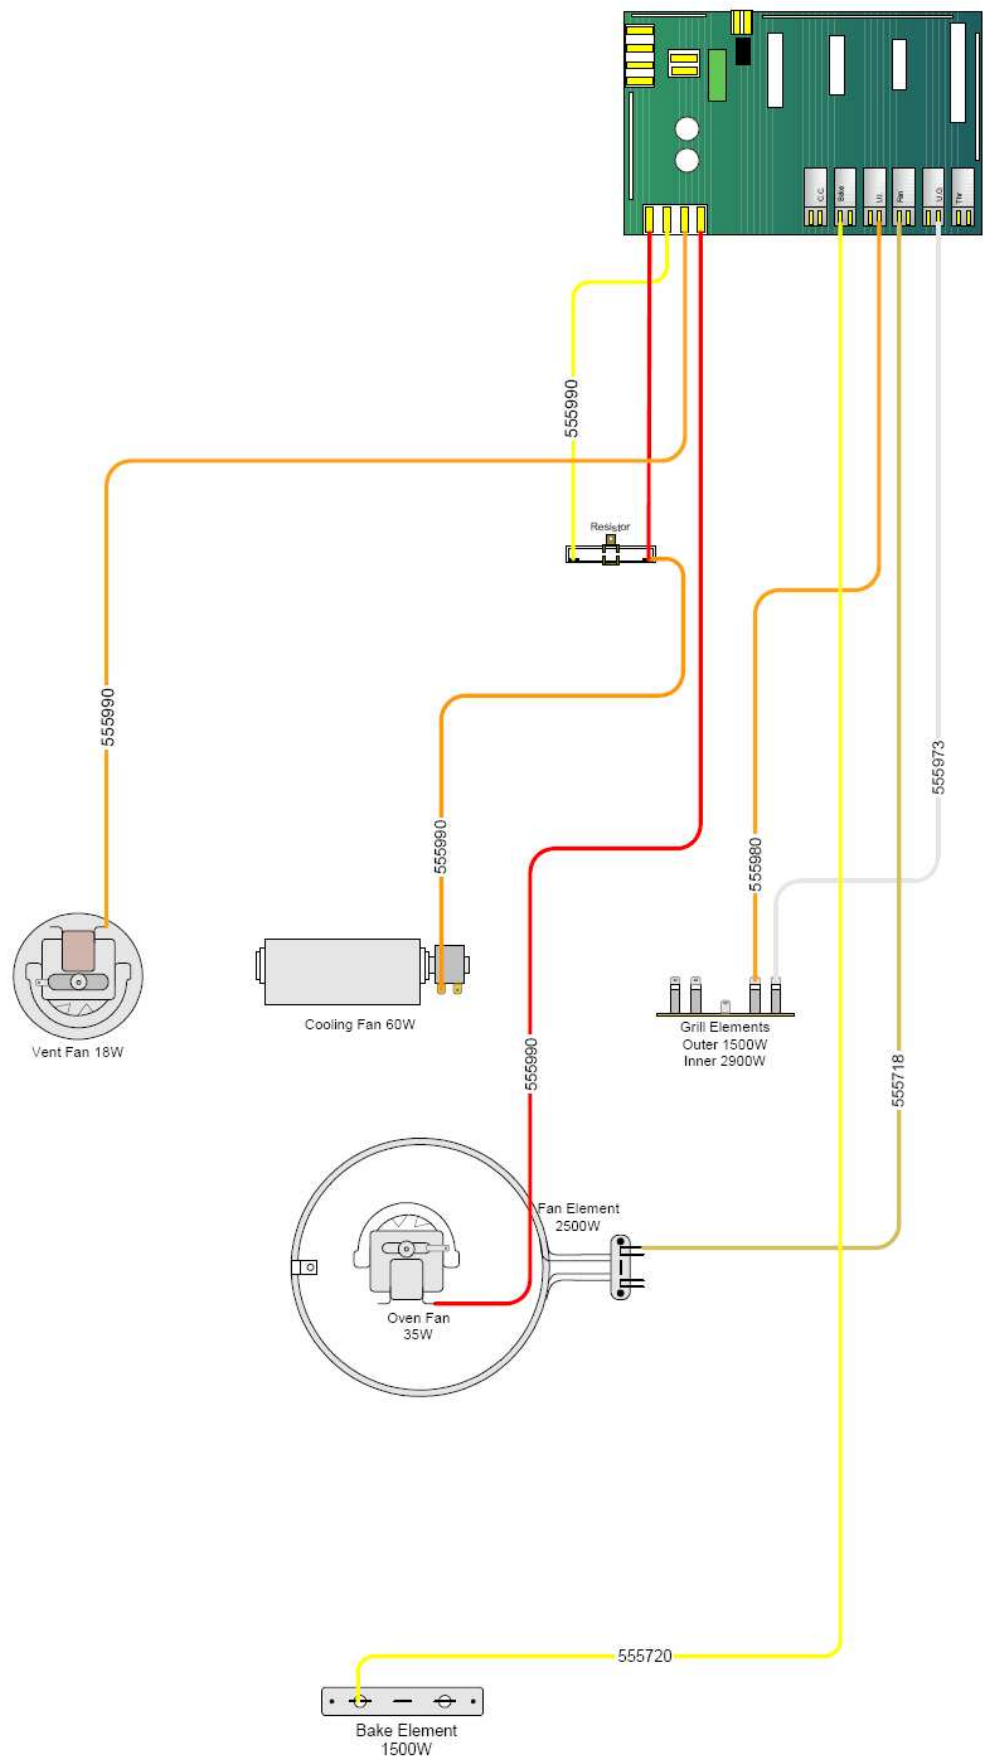 C.C.
Bake
U.I.
Fan
U.O.
Thr
555990
Resistor
555990
555973
555990
555980
Cooling Fan 60W
Grill Elements
Outer 1500W
Inner 2900W
Vent Fan 18W
555990
555718
Fan Element
2500W
Oven Fan
35W
555720
Bake Element
1500W